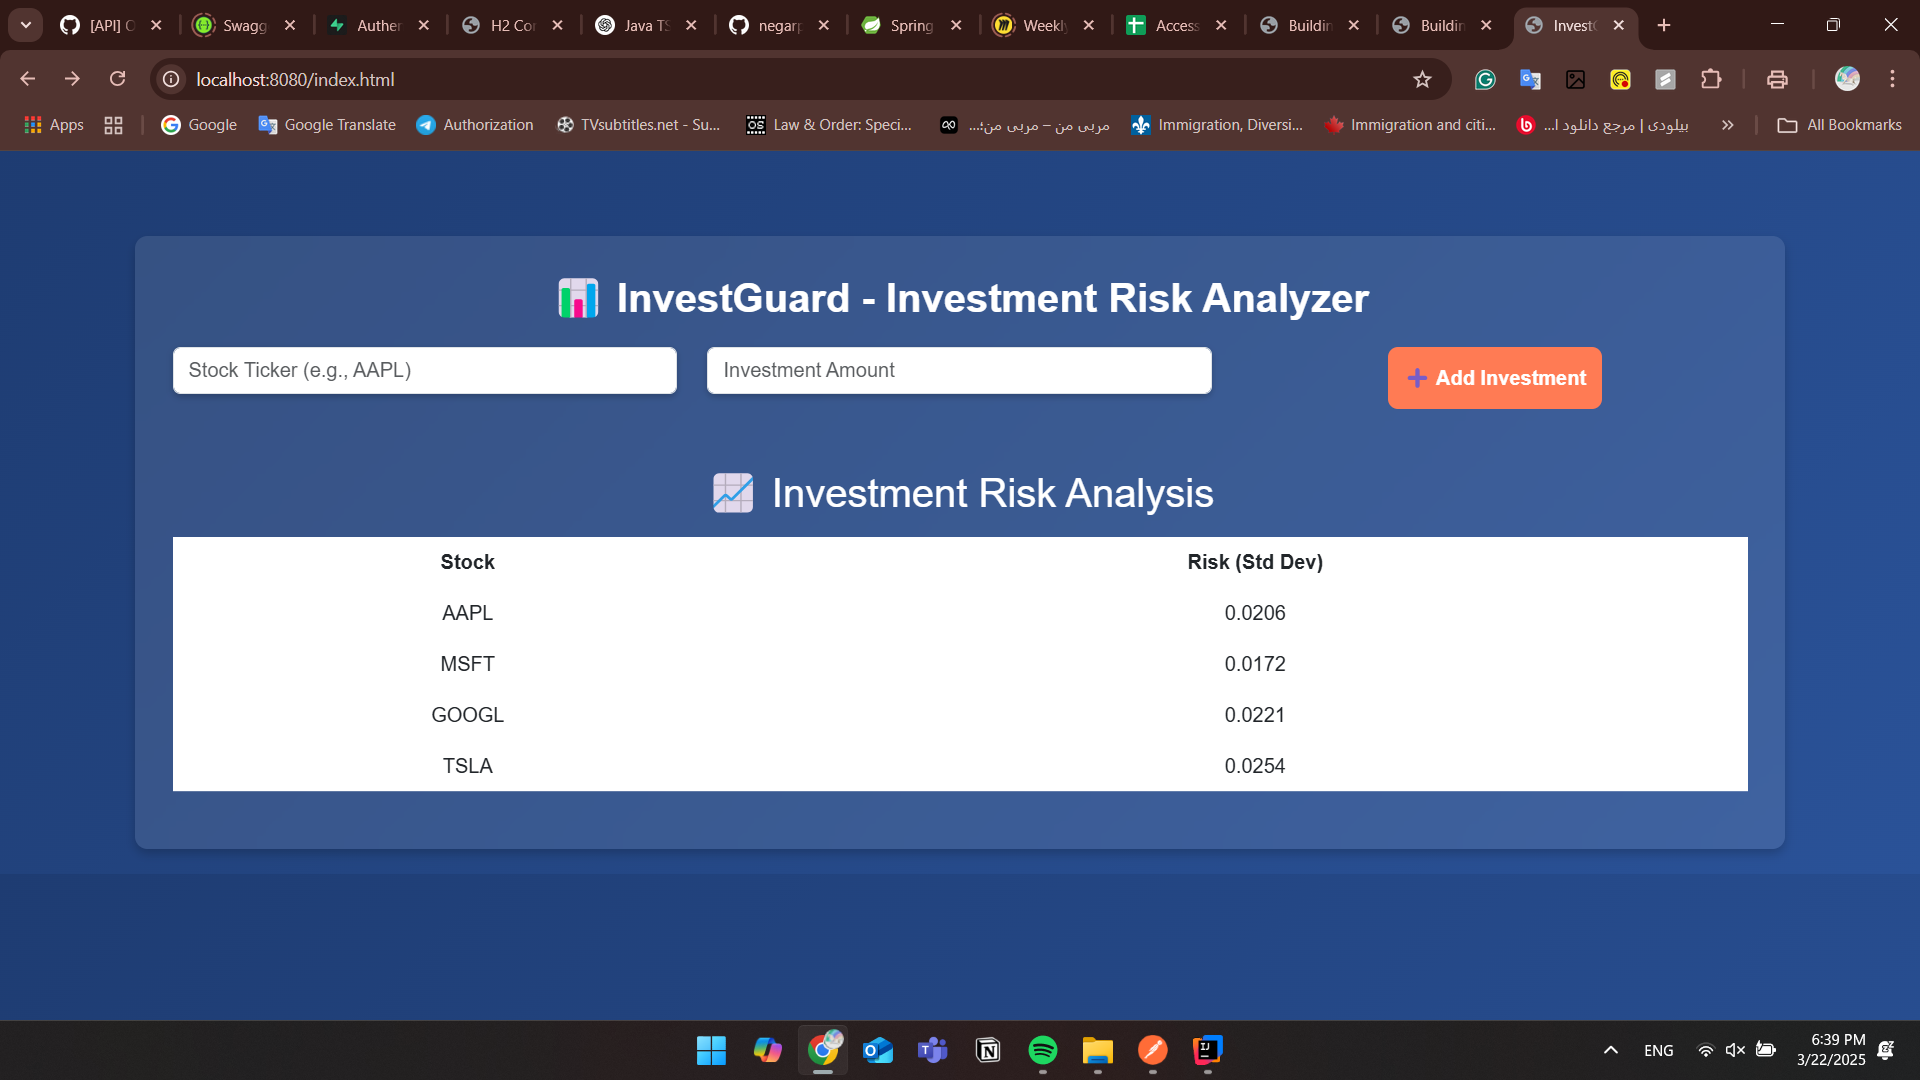 [API] O
Swagg
Auther
H2 Cor
Java TS
negarp
Spring
Weekly
Access
Buildin
Buildin
InvestG
localhost:8080/index.html
Apps
Google
Google Translate
Authorization
TVsubtitles.net - Su...
Law & Order: Speci...
مربی من – مربی من؛...
Immigration, Diversi...
Immigration and citi...
بیلودی | مرجع دانلود ا...
All Bookmarks
InvestGuard - Investment Risk Analyzer
Stock Ticker (e.g., AAPL)
Investment Amount
Add Investment
Investment Risk Analysis
Stock Risk (Std Dev)
AAPL 0.0206
MSFT 0.0172
GOOGL 0.0221
TSLA 0.0254
ENG
6:39 PM
3/22/2025